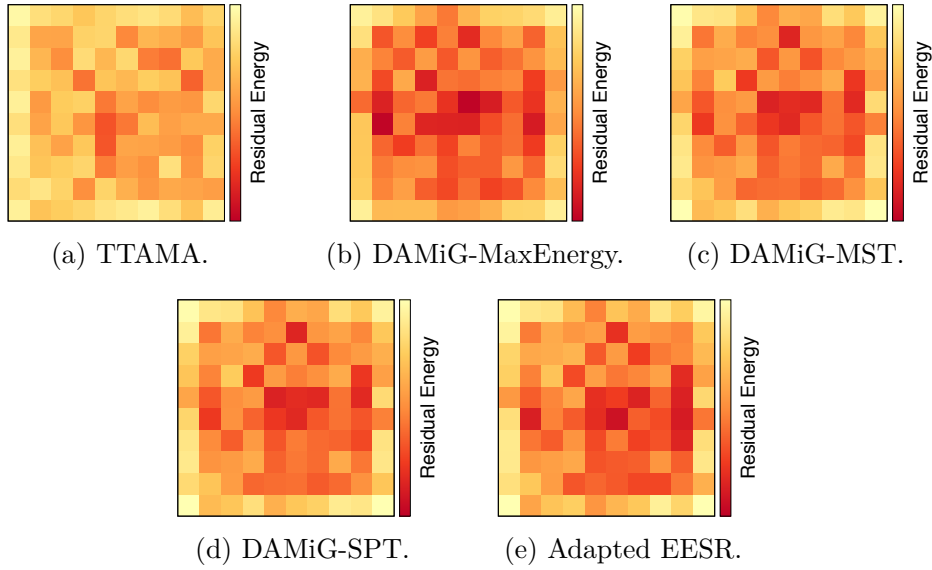 Residual Energy
Residual Energy
Residual Energy
(a) TTAMA.
(b) DAMiG-MaxEnergy.
(c) DAMiG-MST.
Residual Energy
Residual Energy
(d) DAMiG-SPT.
(e) Adapted EESR.